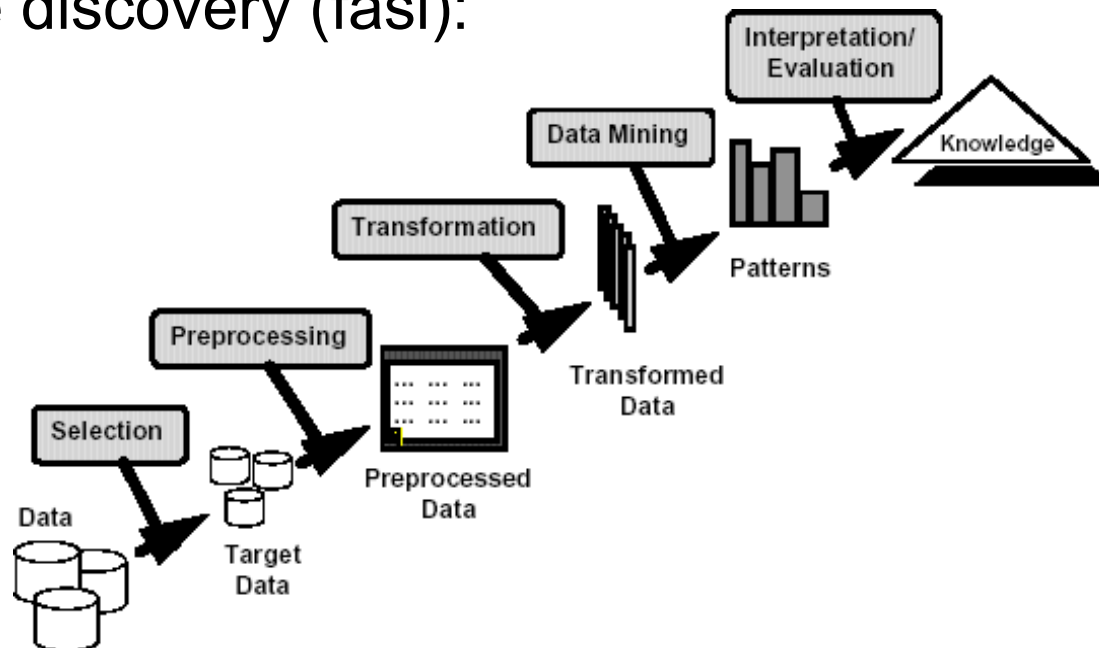 e discovery (fasi):
Interpretation/
Evaluation
Data Mining
Knowledge
Transformation
Patterns
Preprocessing
Transformed
Data
Selection
Preprocessed
Data
Data
Target
Data